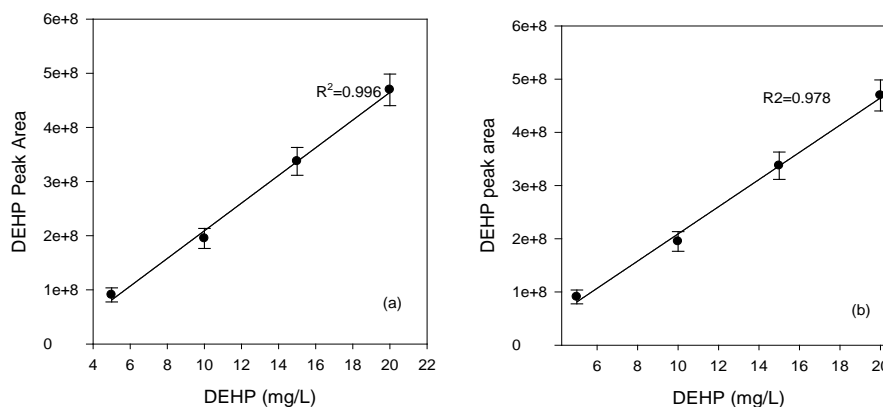 DEHP Peak Area
6e+8
5e+8
4e+8
3e+8
2e+8
1e+8
0
R²=0.996
(a)
4 6 8 10 12 14 16 18 20 22
DEHP (mg/L)
DEHP peak area
6e+8
5e+8
4e+8
3e+8
2e+8
1e+8
0
R2=0.978
(b)
6 8 10 12 14 16 18 20
DEHP (mg/L)